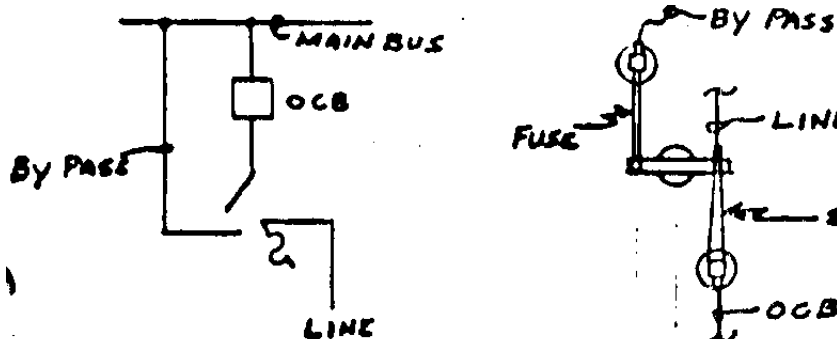 MAIN BUS
OCB
By PASS
LINE
By PASS
FUSE
LINE
OCB